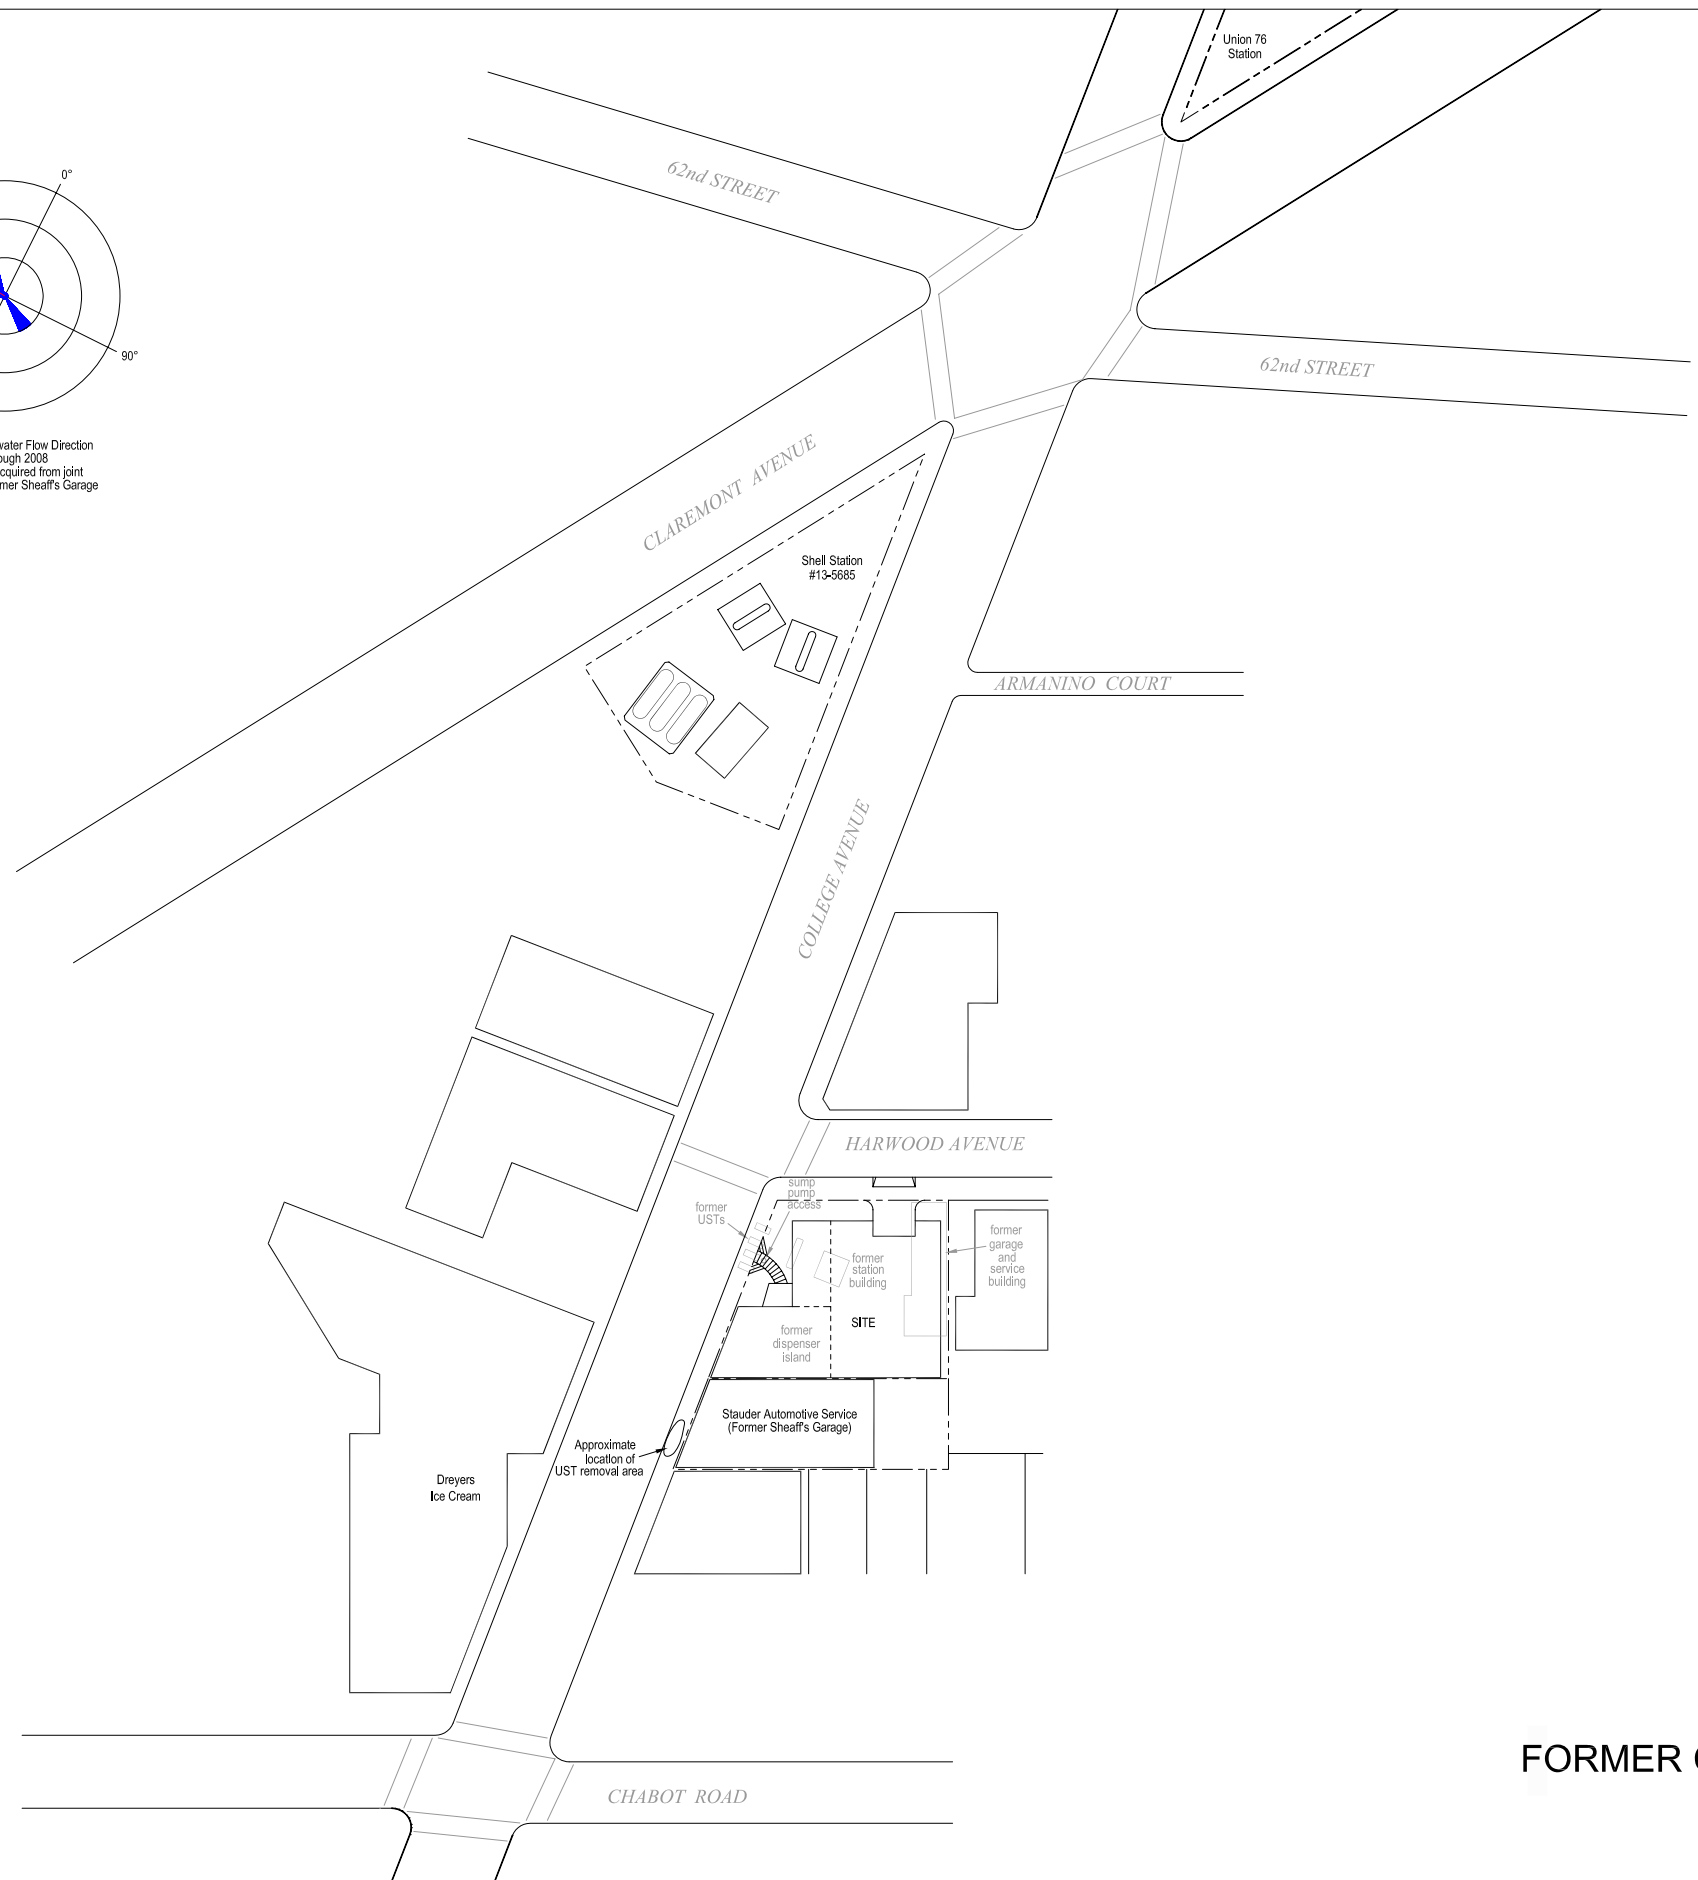 Union 76
Station
62nd STREET
0°
90°
62nd STREET
water Flow Direction
ough 2008
cquired from joint
mer Sheaff's Garage
CLAREMONT AVENUE
Shell Station
#13-5685
ARMANINO COURT
COLLEGE AVENUE
HARWOOD AVENUE
sump
pump
access
former
USTs
former
station
building
former
garage
and
service
building
SITE
former
dispenser
island
Stauder Automotive Service
(Former Sheaff's Garage)
Approximate
location of
UST removal area
Dreyers
Ice Cream
FORMER
CHABOT ROAD